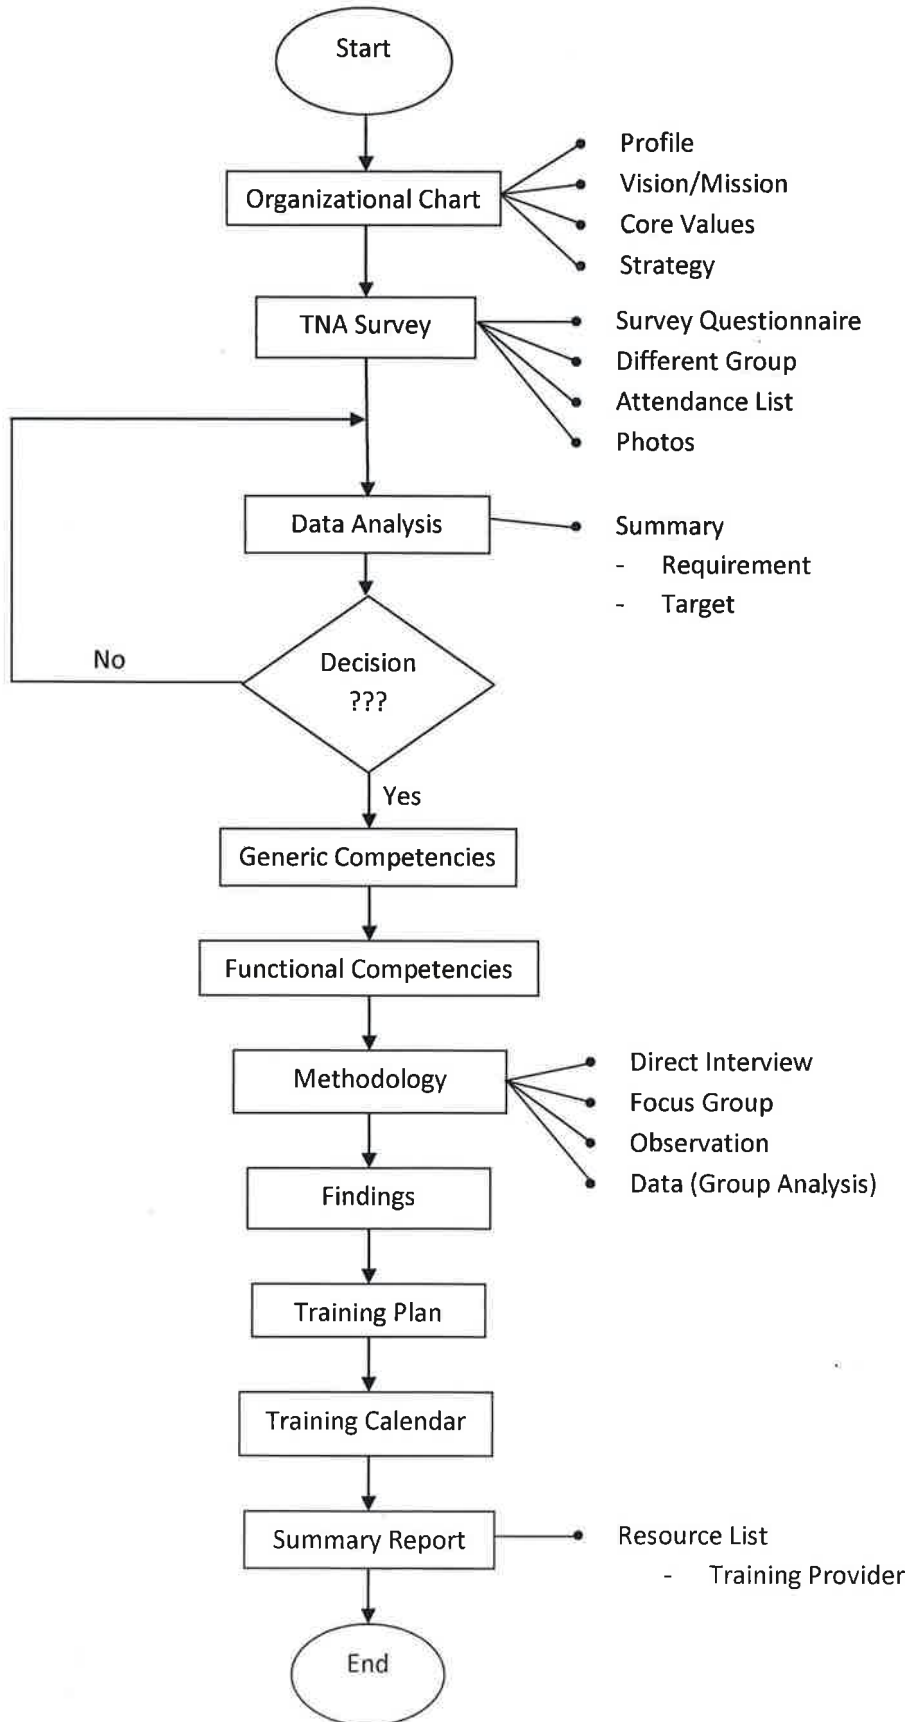 Start
Organizational Chart
Profile
Vision/Mission
Core Values
Strategy
TNA Survey
Survey Questionnaire
Different Group
Attendance List
Photos
Data Analysis
Summary
- Requirement
- Target
No
Decision
???
Yes
Generic Competencies
Functional Competencies
Methodology
Direct Interview
Focus Group
Observation
Data (Group Analysis)
Findings
Training Plan
Training Calendar
Summary Report
Resource List
- Training Provider
End